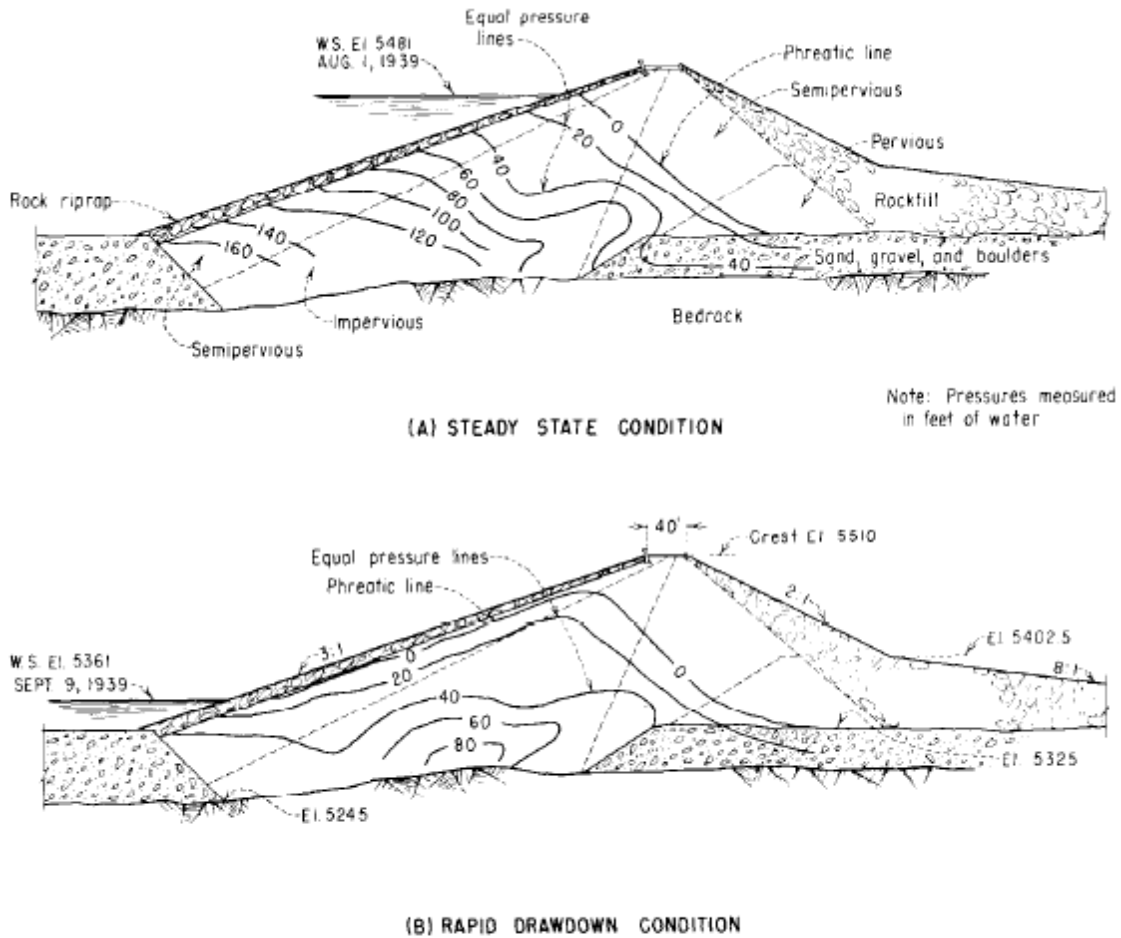 Equal pressure
lines
W.S. El. 5481
AUG. 1, 1939
Phreatic line
Semipervious
0
20
Pervious
40
60
80
100
120
140
160
Rock riprap
Rockfill
Sand, gravel, and boulders
40
Impervious
Bedrock
Semipervious
Note: Pressures measured
in feet of water
(A) STEADY STATE CONDITION
40'
Crest El. 5510
Equal pressure lines
Phreatic line
2:1
El. 5402.5
3:1
W.S. El. 5361
SEPT 9, 1939
0
20
0
8:1
40
60
80
El. 5325
El. 5245
(B) RAPID DRAWDOWN CONDITION